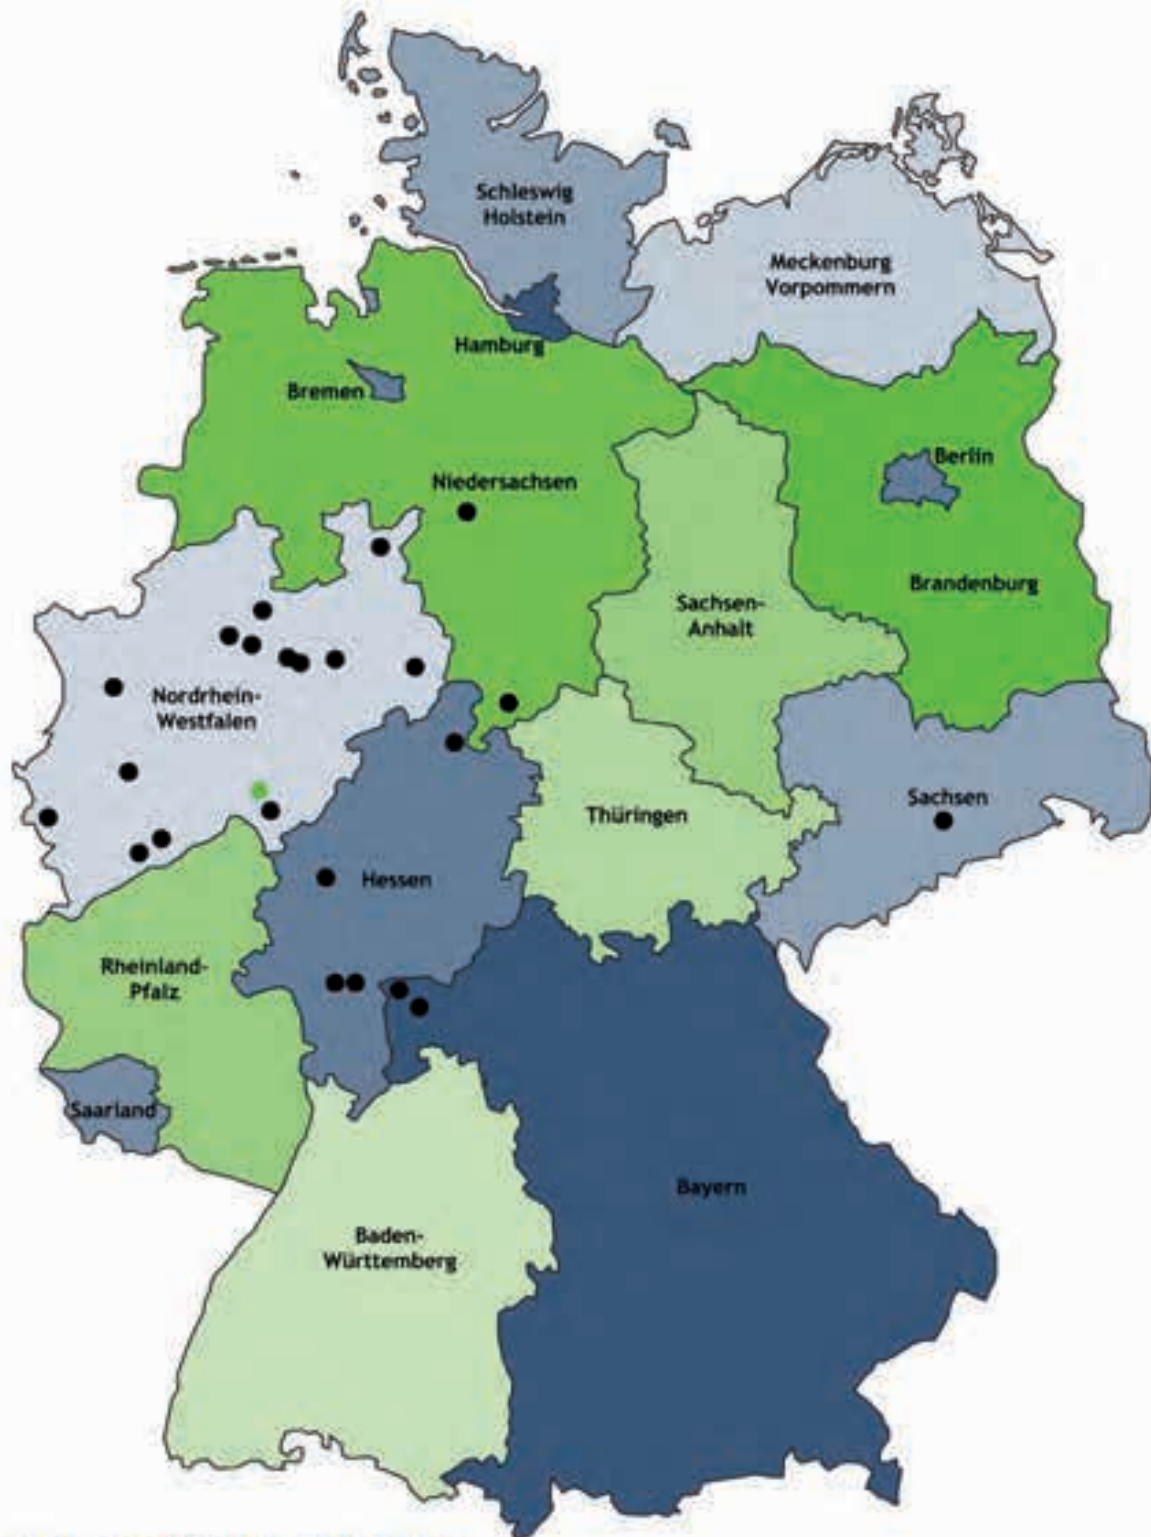 Schleswig
Holstein
Meckenburg
Vorpommern
Hamburg
Bremen
Berlin
Niedersachsen
Brandenburg
Sachsen-
Anhalt
Nordrhein-
Westfalen
Sachsen
Thüringen
Hessen
Rheinland-
Pfalz
Saarland
Bayern
Baden-
Württemberg